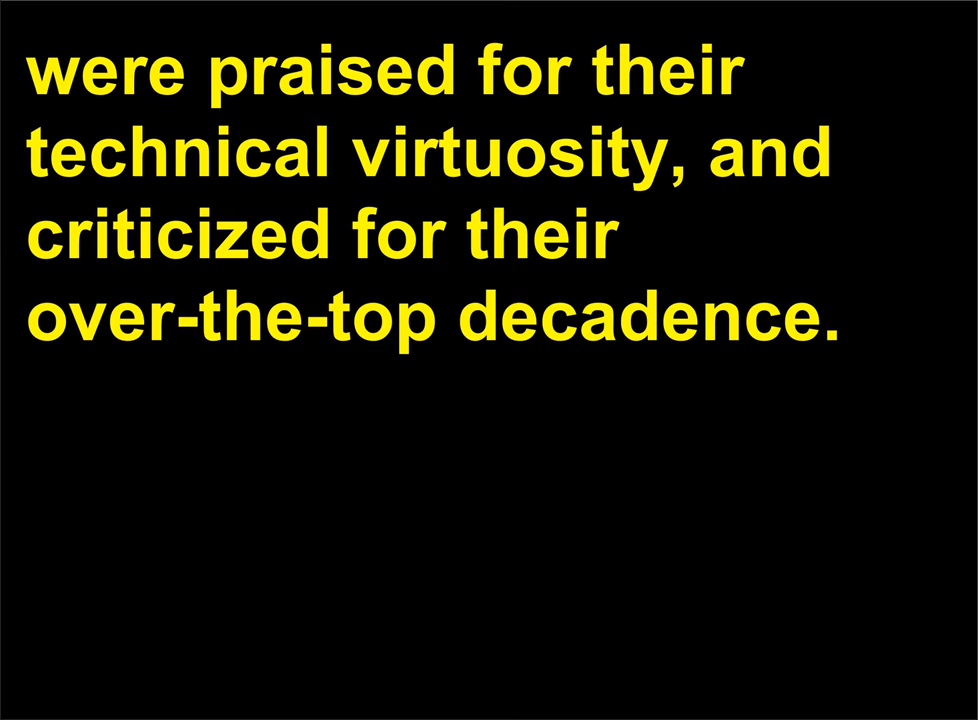 were praised for their
technical virtuosity, and
criticized for their
over-the-top decadence.